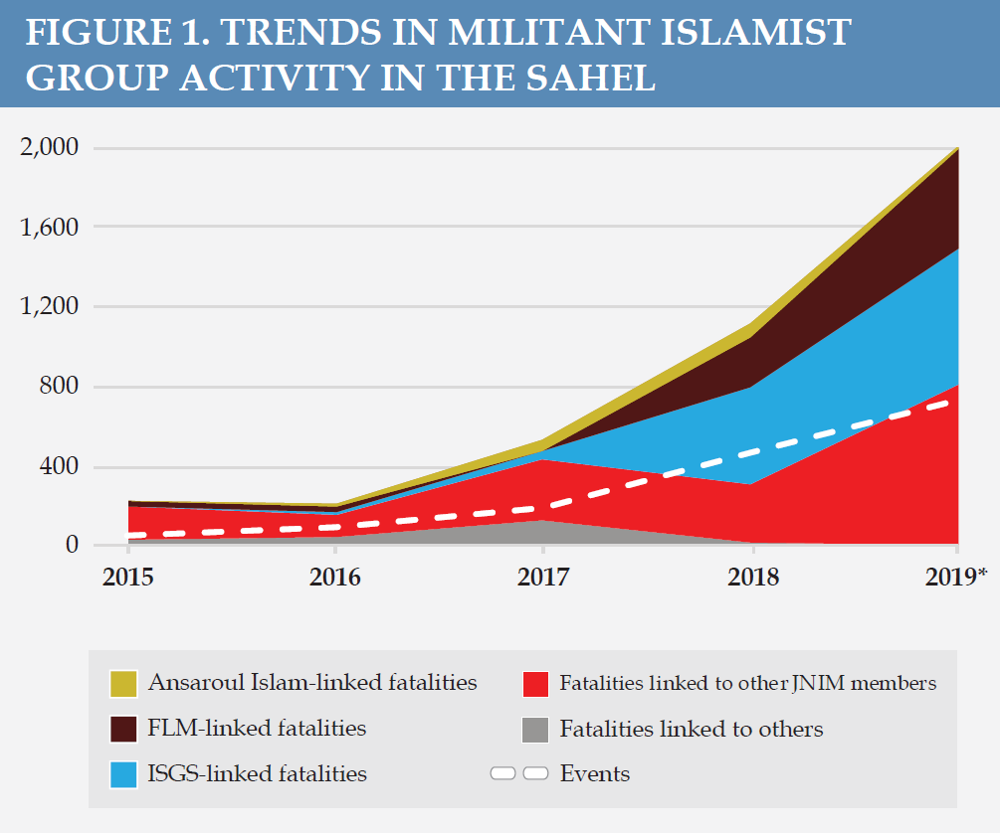 FIGURE 1. TRENDS IN MILITANT ISLAMIST
GROUP ACTIVITY IN THE SAHEL
2,000
1,600
1,200
800
400
0
2015 2016 2017 2018 2019*
Ansaroul Islam-linked fatalities
FLM-linked fatalities
ISGS-linked fatalities
Fatalities linked to other JNIM members
Fatalities linked to others
Events